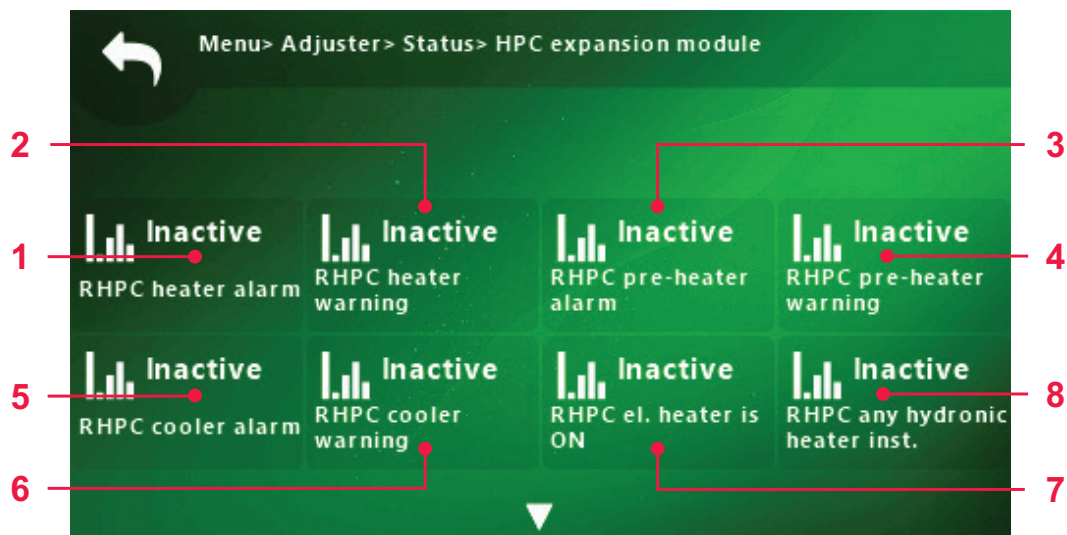 Menu> Adjuster> Status> HPC expansion module
2
3
1
Inactive
RHPC heater alarm
Inactive
RHPC heater
warning
Inactive
RHPC pre-heater
alarm
Inactive
RHPC pre-heater
warning
4
5
Inactive
RHPC cooler alarm
Inactive
RHPC cooler
warning
Inactive
RHPC el. heater is
ON
Inactive
RHPC any hydronic
heater inst.
8
6
7